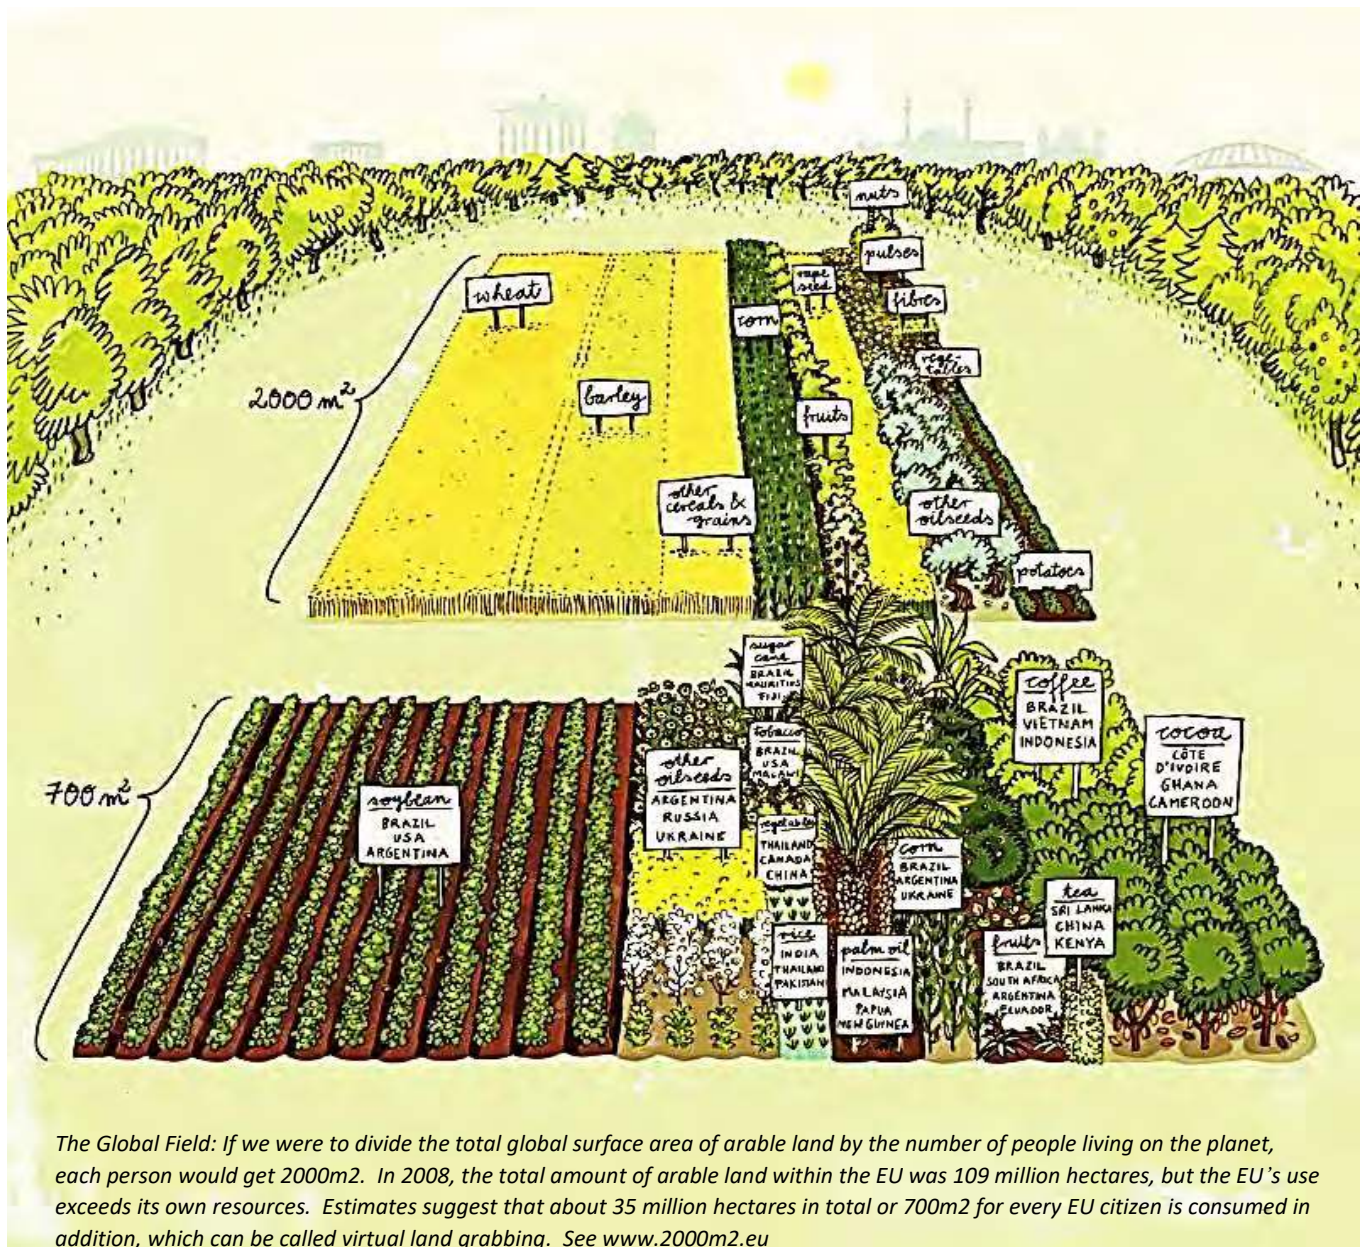 nuts
pulses
rape
seed
wheat
fibres
corn
vege-
tables
barley
2000 m²
fruits
other
cereals &
grains
other
oilseeds
potatoes
sugar
cane
BRAZIL
MAURITIUS
FIJI
coffee
BRAZIL
VIETNAM
INDONESIA
cocoa
CÔTE
D'IVOIRE
GHANA
CAMEROON
tobacco
BRAZIL
USA
MALAWI
other
oilseeds
ARGENTINA
RUSSIA
UKRAINE
700 m²
soybean
BRAZIL
USA
ARGENTINA
vegetables
THAILAND
CANADA
CHINA
corn
BRAZIL
ARGENTINA
UKRAINE
tea
SRI LANKA
CHINA
KENYA
rice
INDIA
THAILAND
PAKISTAN
palm oil
INDONESIA
MALAYSIA
PAPUA
NEW GUINEA
fruits
BRAZIL
SOUTH AFRICA
ARGENTINA
ECUADOR
The Global Field: If we were to divide the total global surface area of arable land by the number of people living on the planet,
each person would get 2000m2. In 2008, the total amount of arable land within the EU was 109 million hectares, but the EU's use
exceeds its own resources. Estimates suggest that about 35 million hectares in total or 700m2 for every EU citizen is consumed in
addition, which can be called virtual land grabbing. See www.2000m2.eu